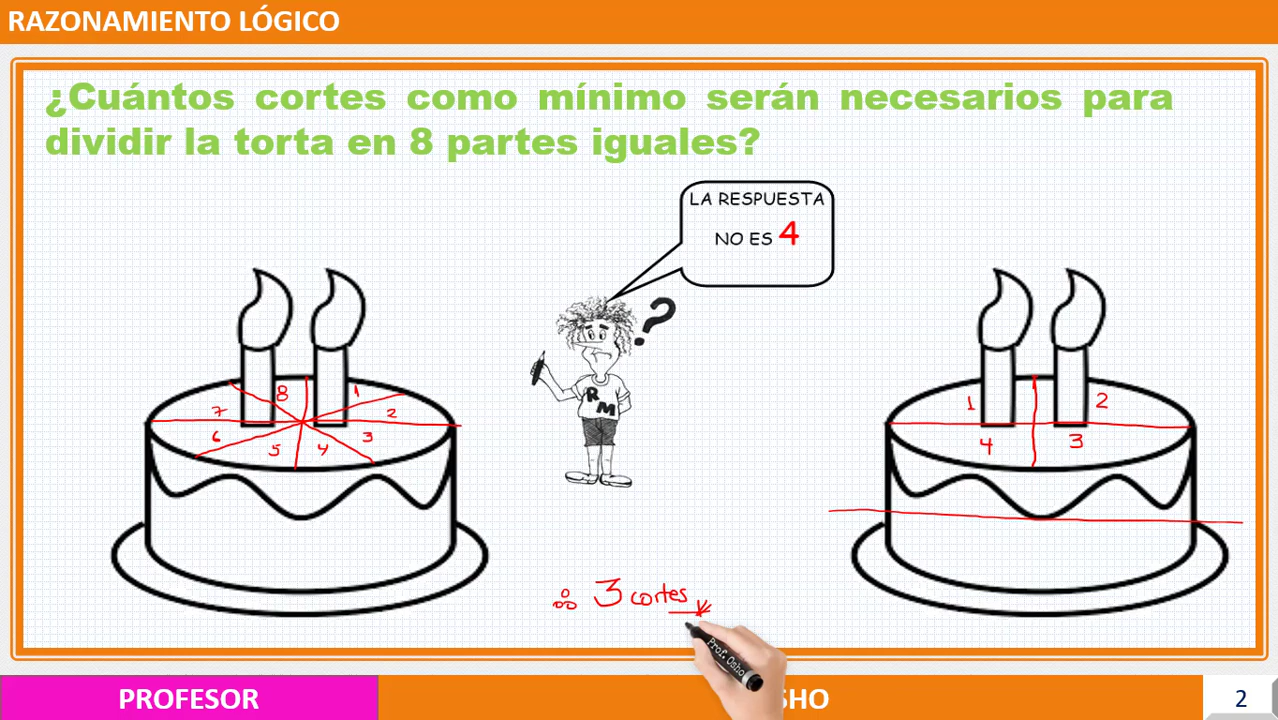 RAZONAMIENTO LÓGICO
¿Cuántos cortes como mínimo serán necesarios para
dividir la torta en 8 partes iguales?
LA RESPUESTA
NO ES 4
?
R
M
8 1
7 2
6 3
5 4
1 2
4 3
∴ 3 cortes
Prof. Osho
PROFESOR
SHO
2